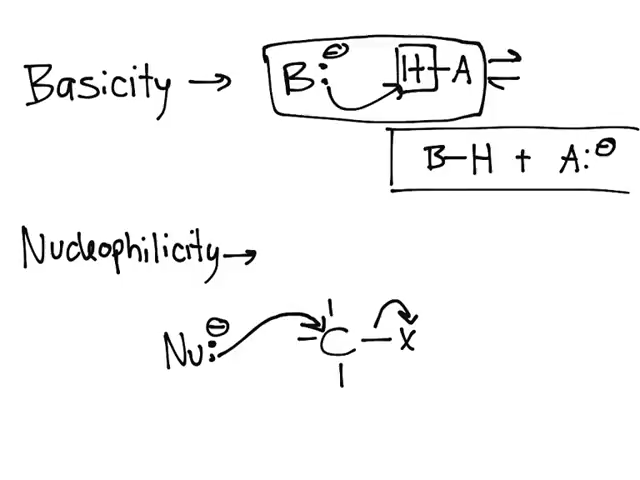 Basicity → B:⊖ H-A ⇌
B-H + A:⊖
Nucleophilicity →
Nu:⊖ -C-X